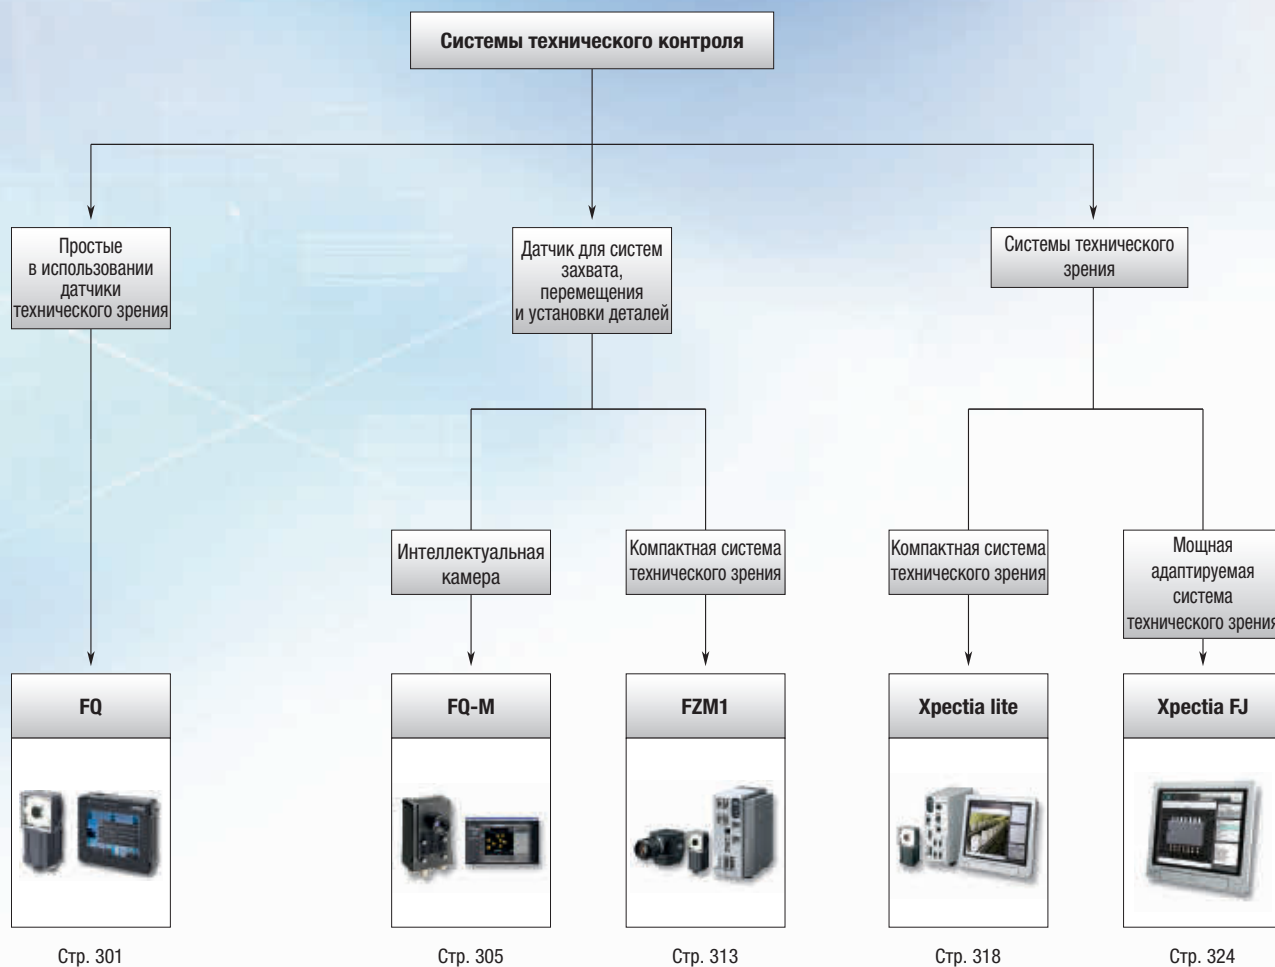 Системы технического контроля
Простые
в использовании
датчики
технического зрения
Датчик для систем
захвата,
перемещения
и установки деталей
Системы технического
зрения
Интеллектуальная
камера
Компактная система
технического зрения
Компактная система
технического зрения
Мощная
адаптируемая
система
технического зрения
FQ
FQ-M
FZM1
Xpectia lite
Xpectia FJ
Стр. 301
Стр. 305
Стр. 313
Стр. 318
Стр. 324